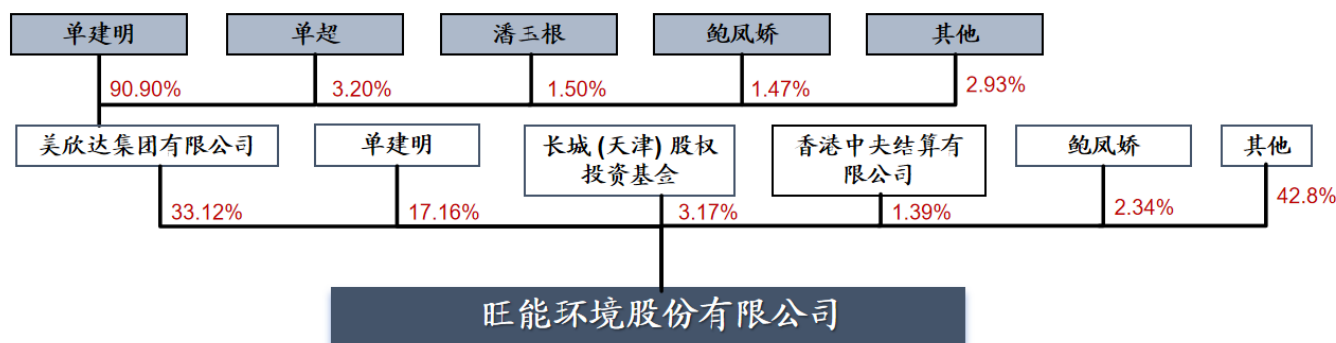 单建明 单超 潘玉根 鲍凤娇 其他
90.90% 3.20% 1.50% 1.47% 2.93%
美欣达集团有限公司 单建明 长城(天津)股权 香港中央结算有 鲍凤娇 其他
投资基金 限公司
33.12% 17.16% 3.17% 1.39% 2.34% 42.8%
旺能环境股份有限公司